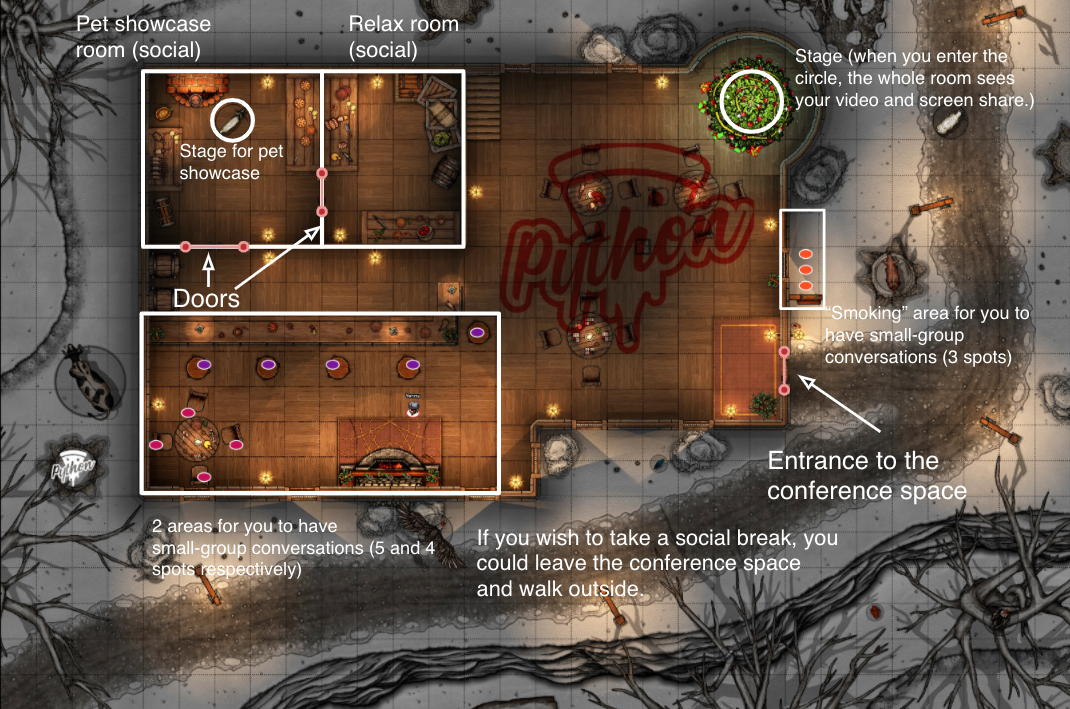 Pet showcase
room (social)
Relax room
(social)
Stage (when you enter the
circle, the whole room sees
your video and screen share.)
Stage for pet
showcase
Python
Doors
"Smoking" area for you to
have small-group
conversations (3 spots)
Python
Entrance to the
conference space
2 areas for you to have
small-group conversations (5 and 4
spots respectively)
If you wish to take a social break, you
could leave the conference space
and walk outside.